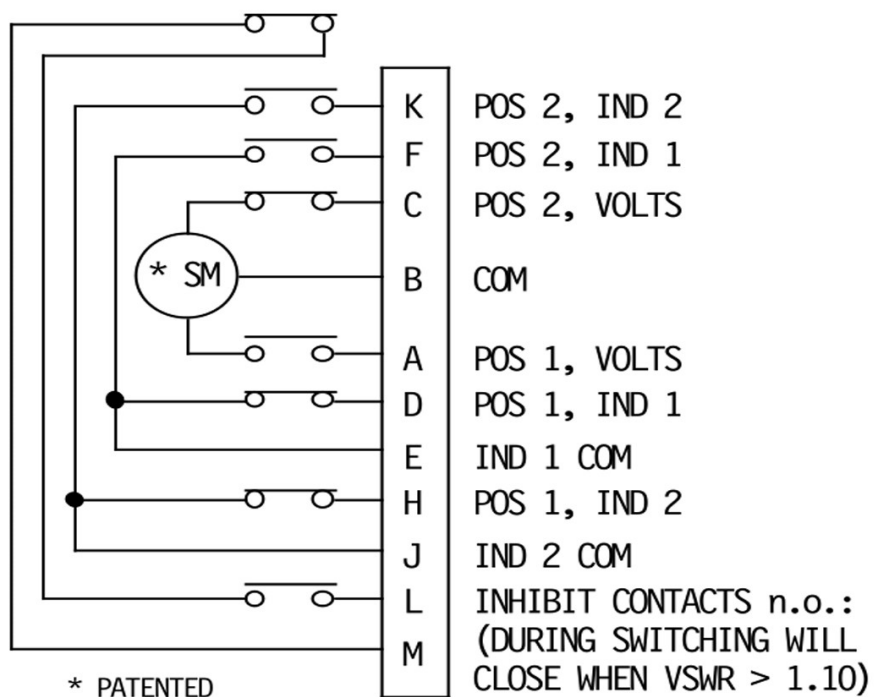 K POS 2, IND 2
F POS 2, IND 1
C POS 2, VOLTS
* SM B COM
A POS 1, VOLTS
D POS 1, IND 1
E IND 1 COM
H POS 1, IND 2
J IND 2 COM
L INHIBIT CONTACTS n.o.:
(DURING SWITCHING WILL
M CLOSE WHEN VSWR > 1.10)
* PATENTED